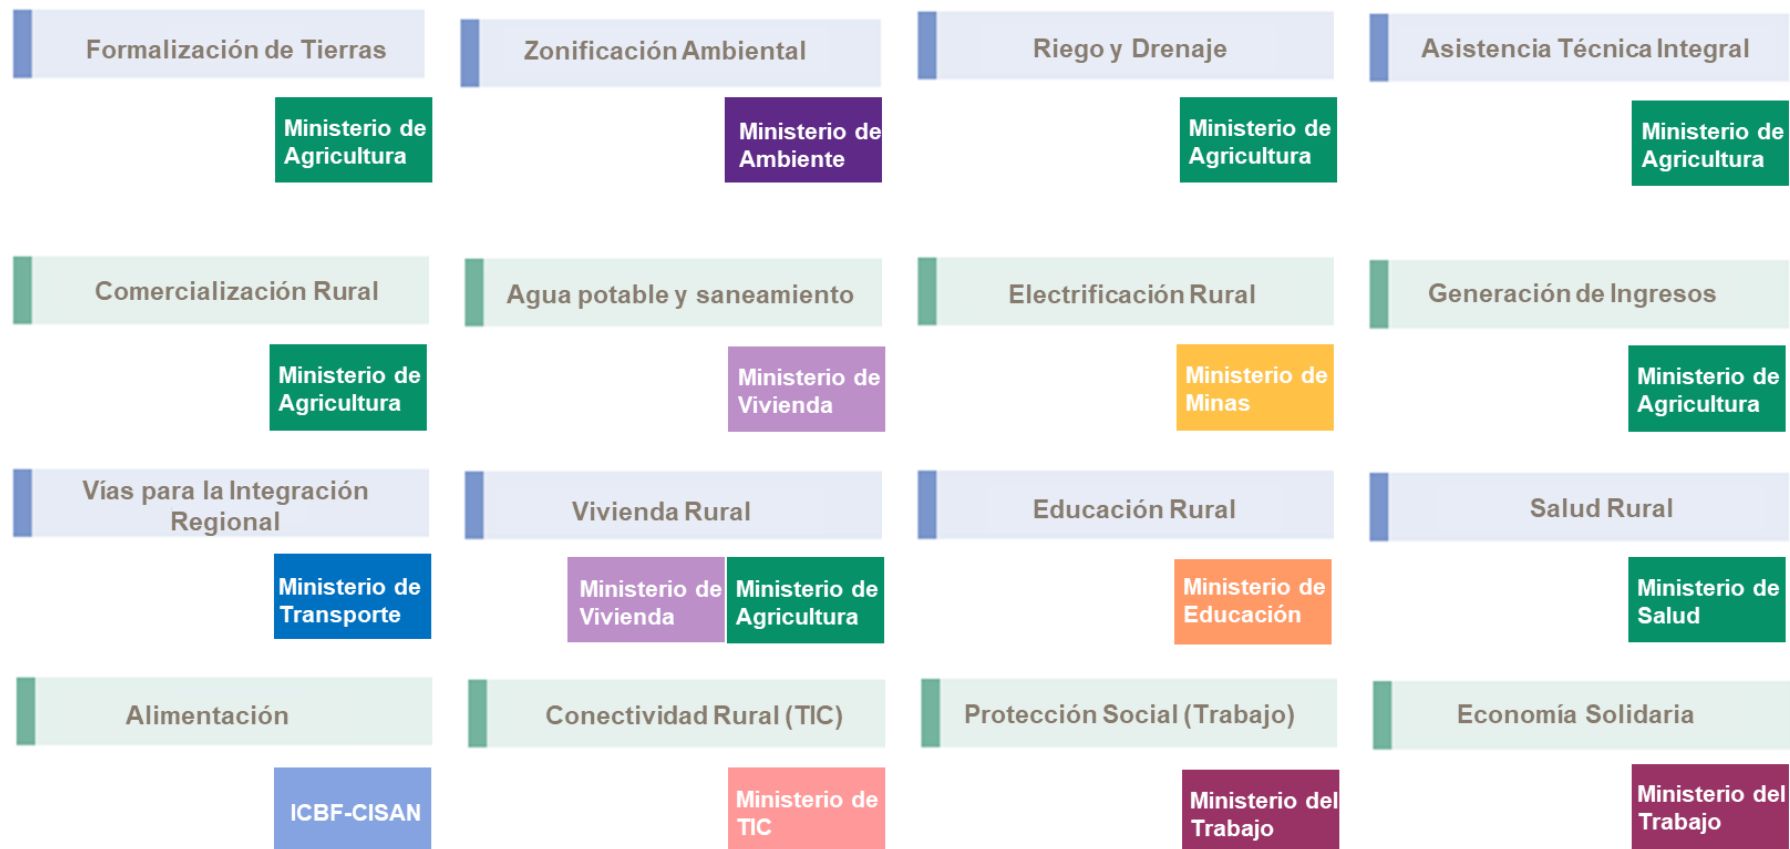 Formalización de Tierras
Zonificación Ambiental
Riego y Drenaje
Asistencia Técnica Integral
Ministerio de
Agricultura
Ministerio de
Ambiente
Ministerio de
Agricultura
Ministerio de
Agricultura
Comercialización Rural
Agua potable y saneamiento
Electrificación Rural
Generación de Ingresos
Ministerio de
Agricultura
Ministerio de
Vivienda
Ministerio de
Minas
Ministerio de
Agricultura
Vías para la Integración
Regional
Vivienda Rural
Educación Rural
Salud Rural
Ministerio de
Transporte
Ministerio de
Vivienda
Ministerio de
Agricultura
Ministerio de
Educación
Ministerio de
Salud
Alimentación
Conectividad Rural (TIC)
Protección Social (Trabajo)
Economía Solidaria
ICBF-CISAN
Ministerio de
TIC
Ministerio del
Trabajo
Ministerio del
Trabajo